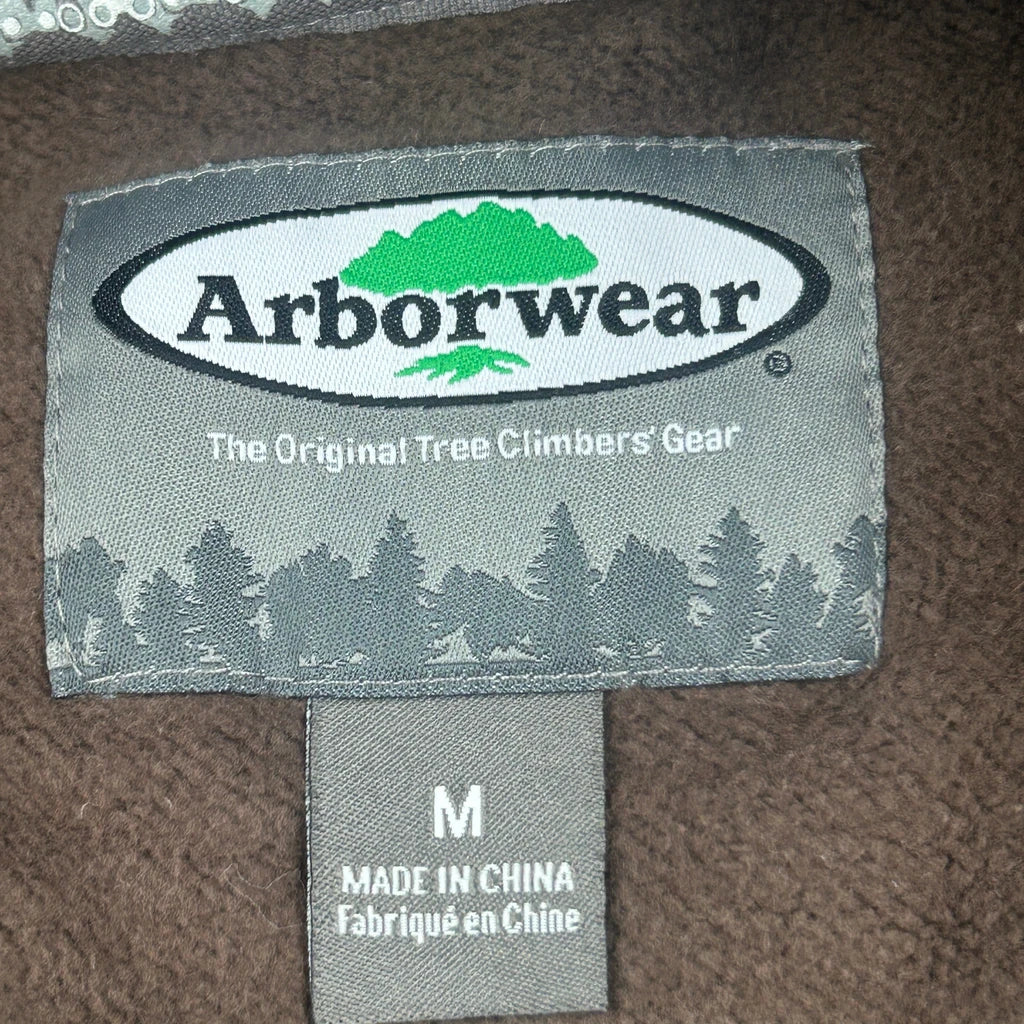 Arborwear
®
The Original Tree Climbers' Gear
M
MADE IN CHINA
Fabriqué en Chine